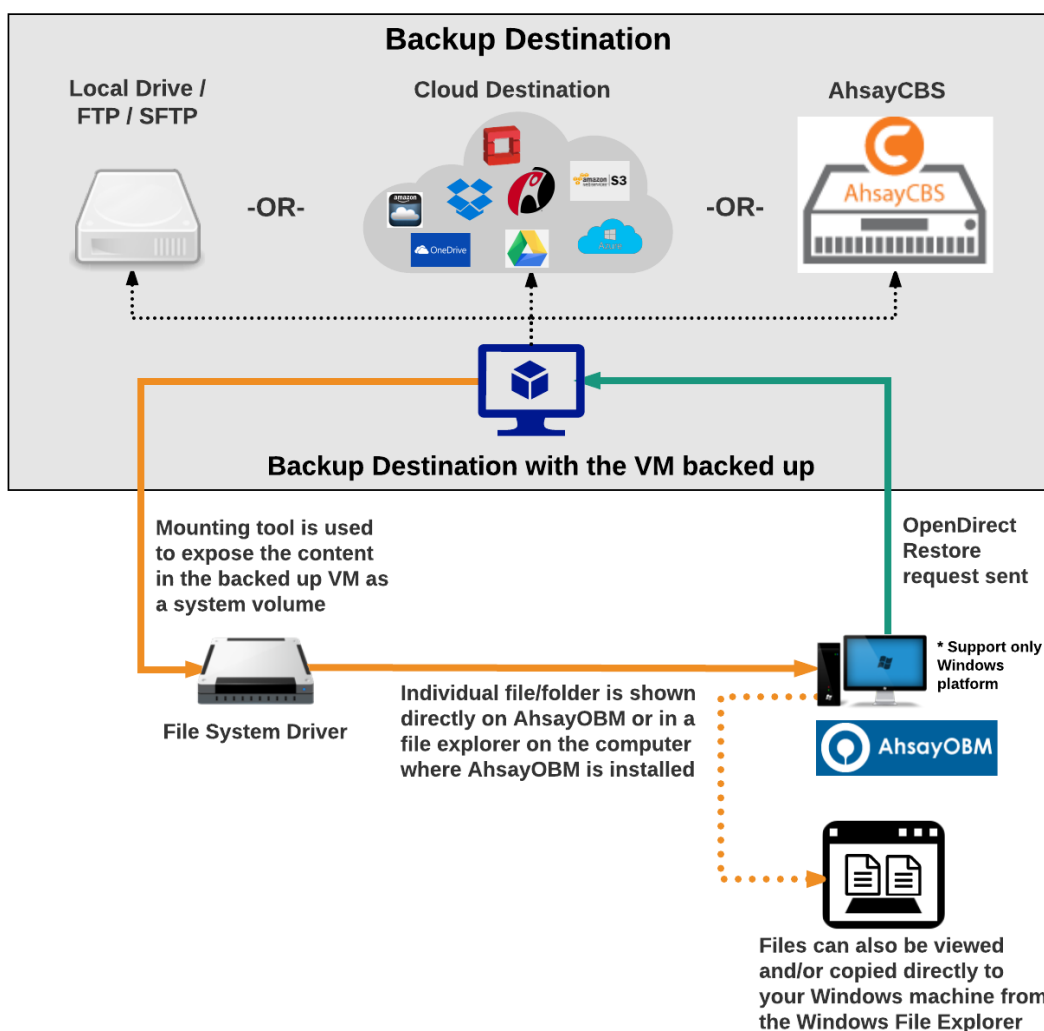 Backup Destination
Local Drive /
FTP / SFTP
Cloud Destination
AhsayCBS
-OR-
amazon
webservices
S3
amazon
OneDrive
Azure
-OR-
AhsayCBS
Backup Destination with the VM backed up
Mounting tool is used
to expose the content
in the backed up VM as
a system volume
OpenDirect
Restore
request sent
* Support only
Windows
platform
File System Driver
Individual file/folder is shown
directly on AhsayOBM or in a
file explorer on the computer
where AhsayOBM is installed
AhsayOBM
Files can also be viewed
and/or copied directly to
your Windows machine from
the Windows File Explorer